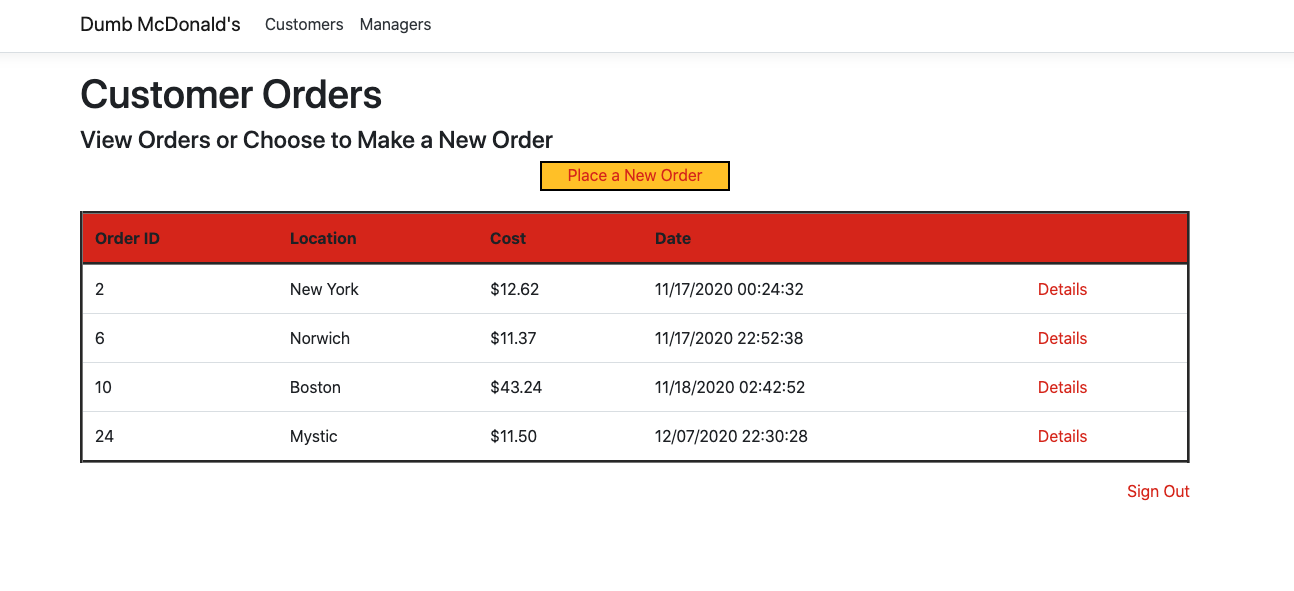 Dumb McDonald's Customers Managers
Customer Orders
View Orders or Choose to Make a New Order
Place a New Order
Order ID Location Cost Date
2 New York $12.62 11/17/2020 00:24:32 Details
6 Norwich $11.37 11/17/2020 22:52:38 Details
10 Boston $43.24 11/18/2020 02:42:52 Details
24 Mystic $11.50 12/07/2020 22:30:28 Details
Sign Out